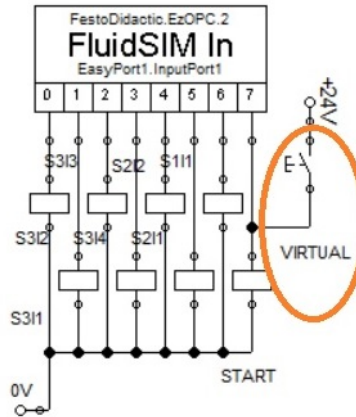 FestoDidactic.EzOPC.2
FluidSIM In
EasyPort1.InputPort1
0 1 2 3 4 5 6 7
+24V
S3I3 S2I2 S1I1
E
S3I2 S3I4 S2I1
VIRTUAL
S3I1
START
0V